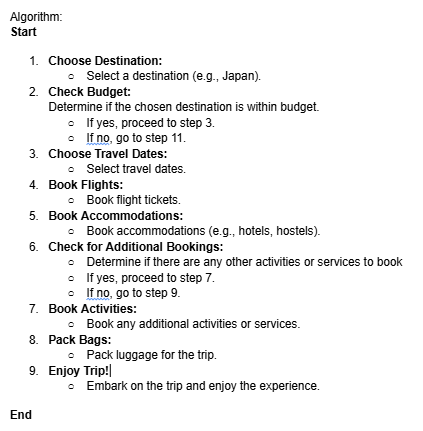 Algorithm:
Start
1. Choose Destination:
○ Select a destination (e.g., Japan).
2. Check Budget:
Determine if the chosen destination is within budget.
○ If yes, proceed to step 3.
○ If no, go to step 11.
3. Choose Travel Dates:
○ Select travel dates.
4. Book Flights:
○ Book flight tickets.
5. Book Accommodations:
○ Book accommodations (e.g., hotels, hostels).
6. Check for Additional Bookings:
○ Determine if there are any other activities or services to book
○ If yes, proceed to step 7.
○ If no, go to step 9.
7. Book Activities:
○ Book any additional activities or services.
8. Pack Bags:
○ Pack luggage for the trip.
9. Enjoy Trip!
○ Embark on the trip and enjoy the experience.
End